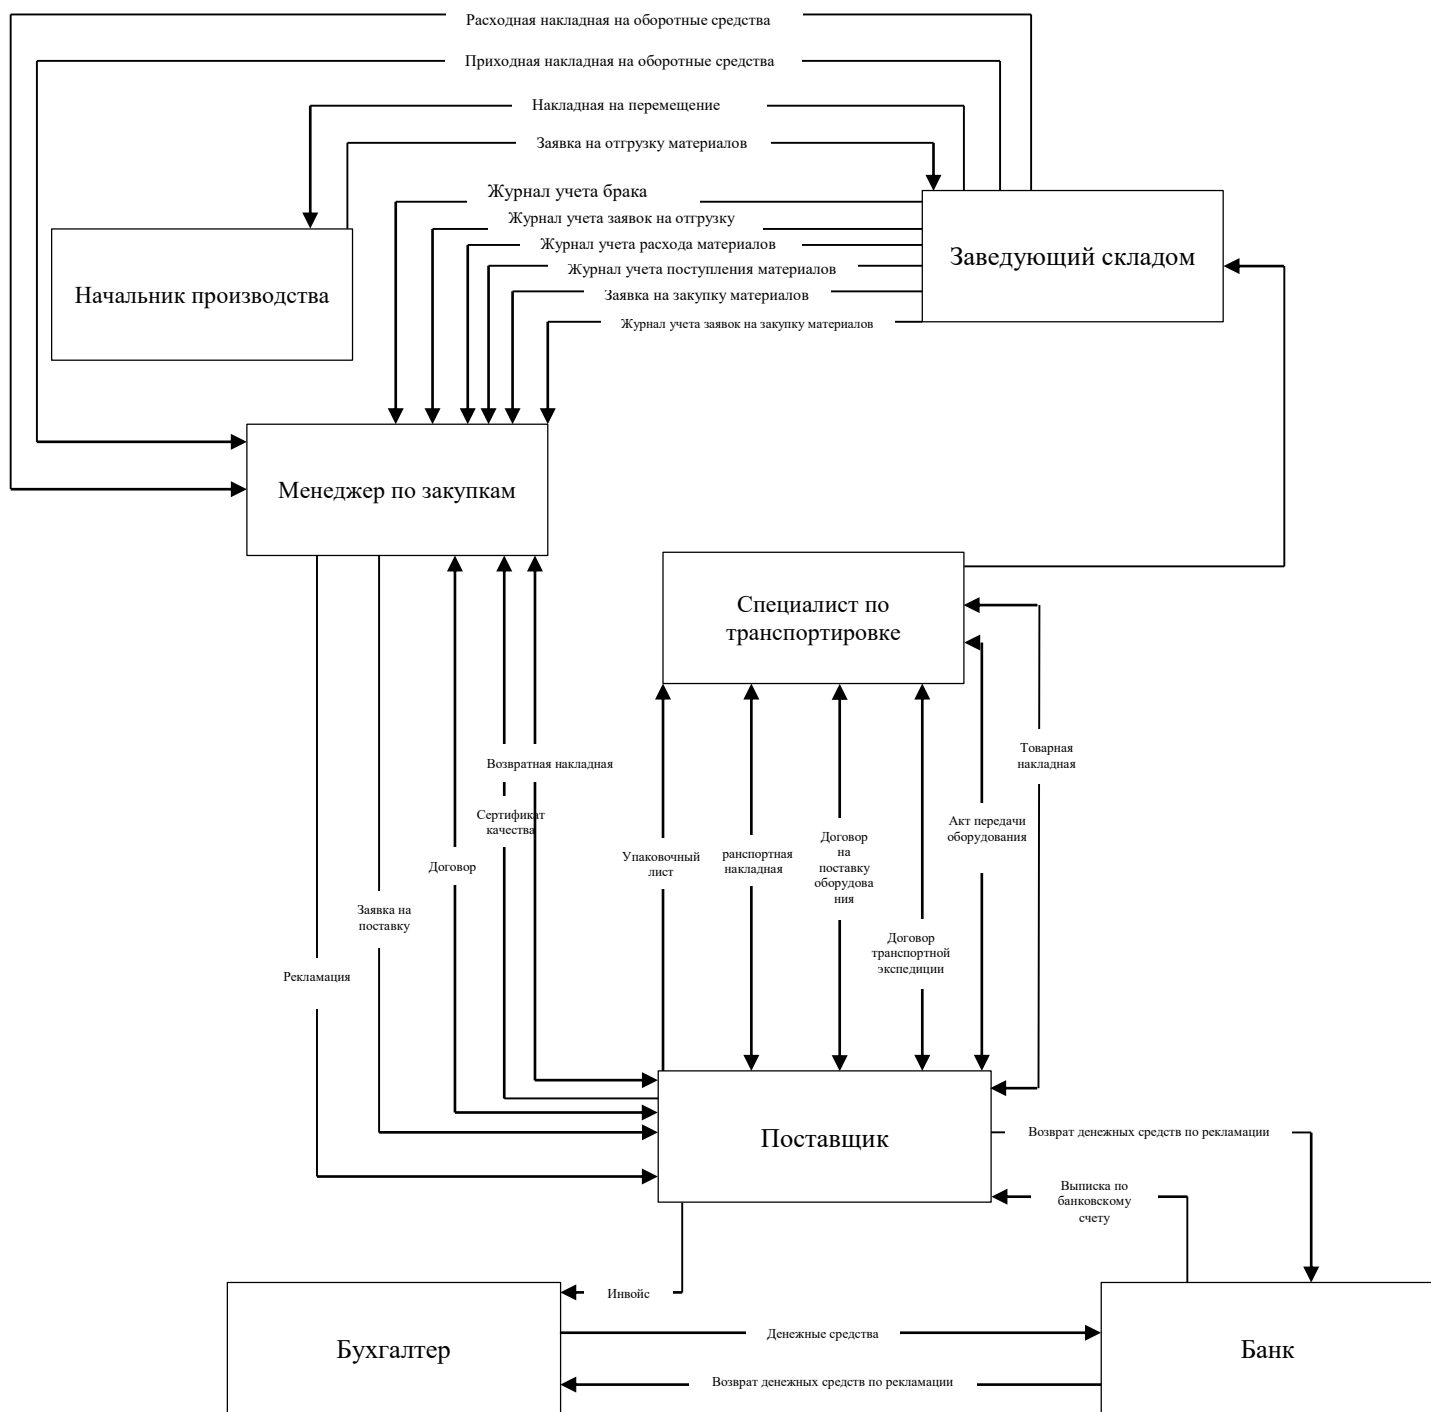 Расходная накладная на оборотные средства
Приходная накладная на оборотные средства
Накладная на перемещение
Заявка на отгрузку материалов
Журнал учета брака
Журнал учета заявок на отгрузку
Журнал учета расхода материалов
Журнал учета поступления материалов
Заявка на закупку материалов
Журнал учета заявок на закупку материалов
Заведующий складом
Начальник производства
Менеджер по закупкам
Специалист по
транспортировке
Товарная
накладная
Возвратная накладная
Сертификат
качества
Акт передачи
оборудования
Договор
Упаковочный
лист
ранспортная
накладная
Договор
на
поставку
оборудова
ния
Заявка на
поставку
Договор
транспортной
экспедиции
Рекламация
Поставщик
Возврат денежных средств по рекламации
Выписка по
банковскому
счету
Инвойс
Бухгалтер
Денежные средства
Банк
Возврат денежных средств по рекламации